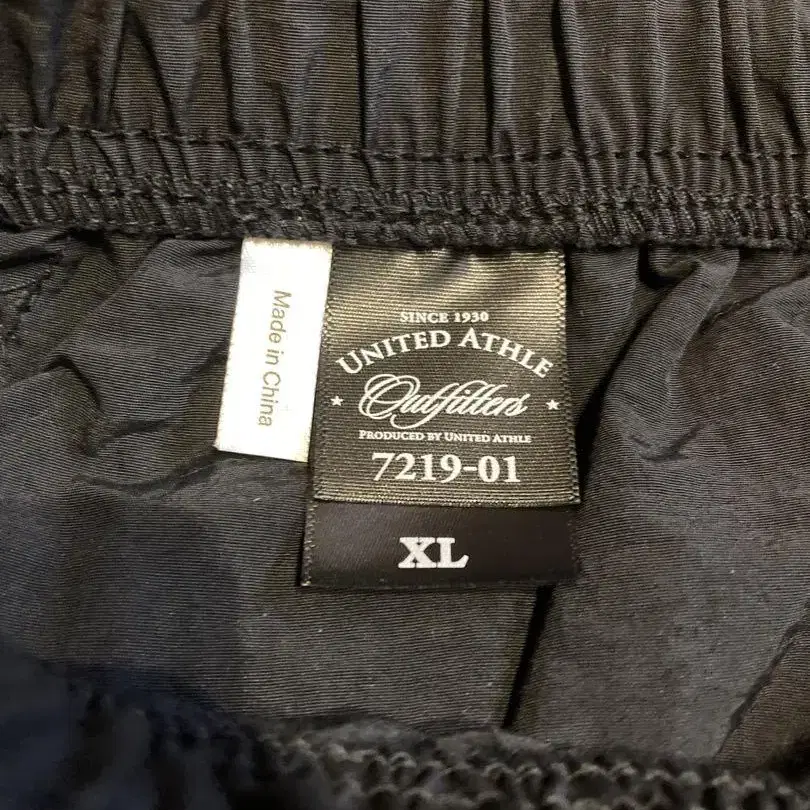 Made in China
SINCE 1930
UNITED ATHLE
Outfitters
PRODUCED BY UNITED ATHLE
7219-01
XL